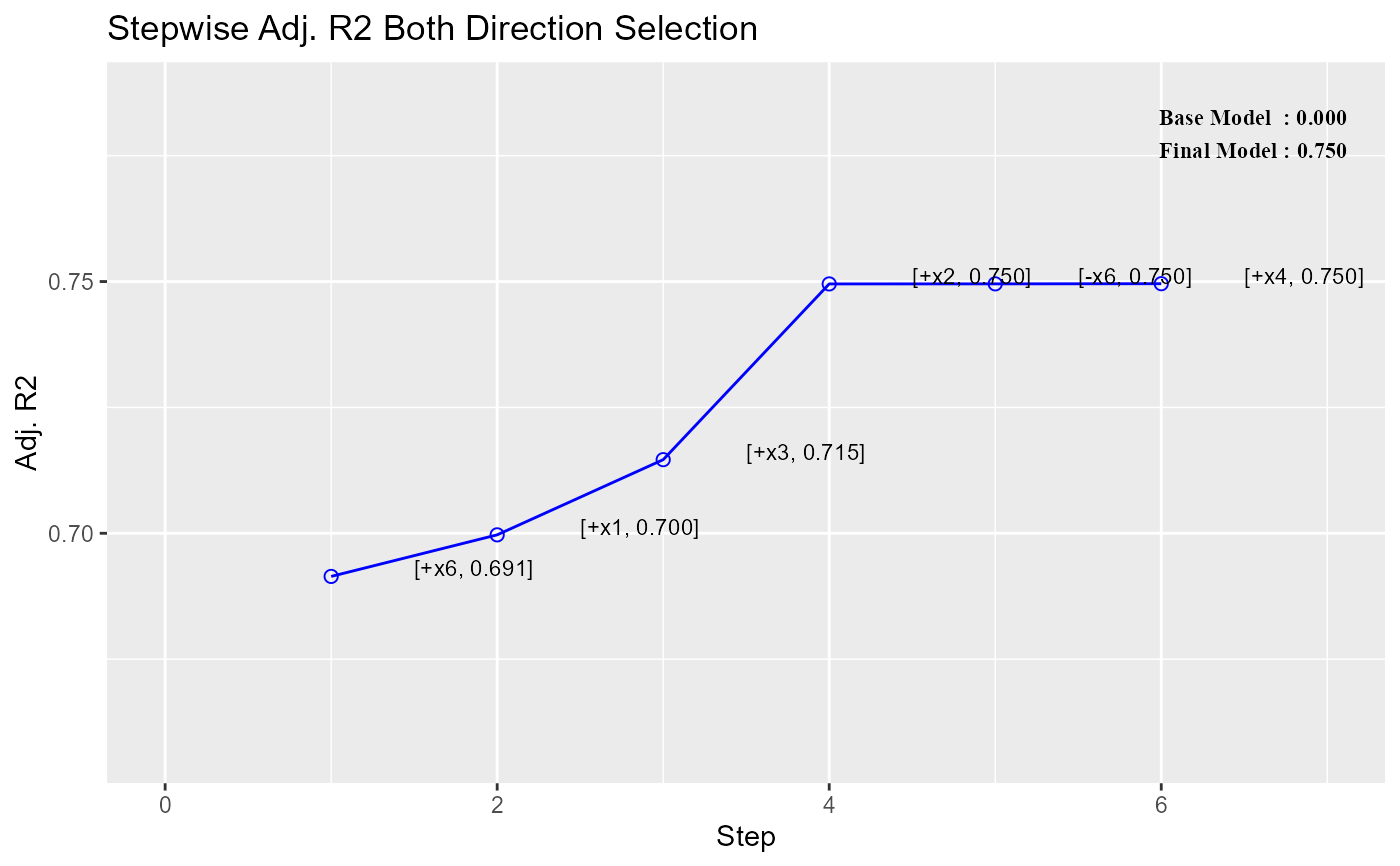 Stepwise Adj. R2 Both Direction Selection
Base Model : 0.000
Final Model : 0.750
0.75
[+x2, 0.750]
[-x6, 0.750]
[+x4, 0.750]
[+x3, 0.715]
0.70
[+x1, 0.700]
[+x6, 0.691]
Adj. R2
0
2
4
6
Step